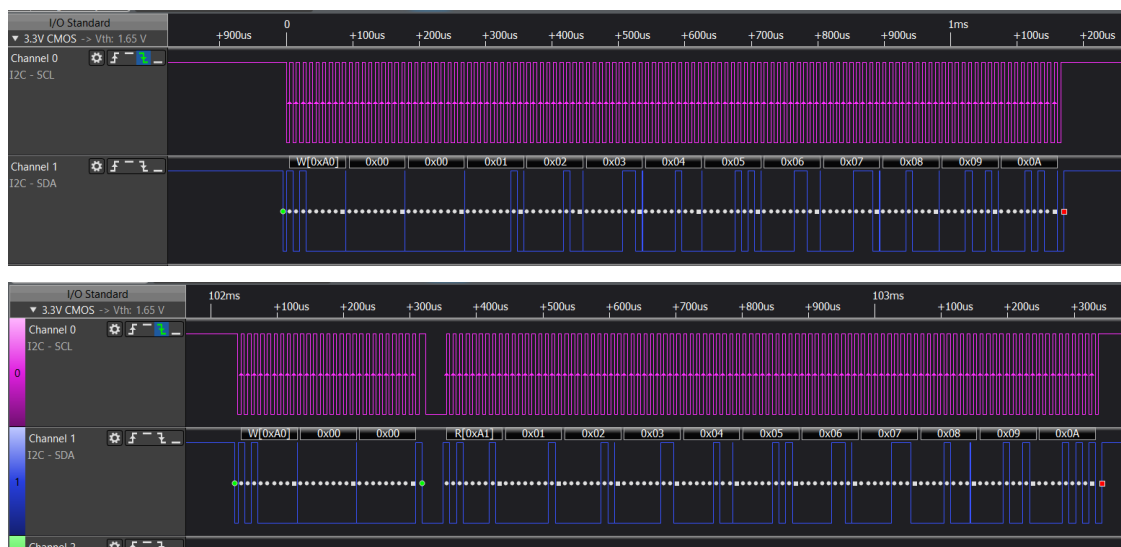 I/O Standard
▼ 3.3V CMOS -> Vth: 1.65 V
+900us 0 +100us +200us +300us +400us +500us +600us +700us +800us +900us 1ms +100us +200us
Channel 0
I2C - SCL
Channel 1
I2C - SDA
W[0xA0] 0x00 0x00 0x01 0x02 0x03 0x04 0x05 0x06 0x07 0x08 0x09 0x0A
I/O Standard
▼ 3.3V CMOS -> Vth: 1.65 V
102ms +100us +200us +300us +400us +500us +600us +700us +800us +900us 103ms +100us +200us +300us
Channel 0
I2C - SCL
0
Channel 1
I2C - SDA
1
W[0xA0] 0x00 0x00 R[0xA1] 0x01 0x02 0x03 0x04 0x05 0x06 0x07 0x08 0x09 0x0A
Channel 2